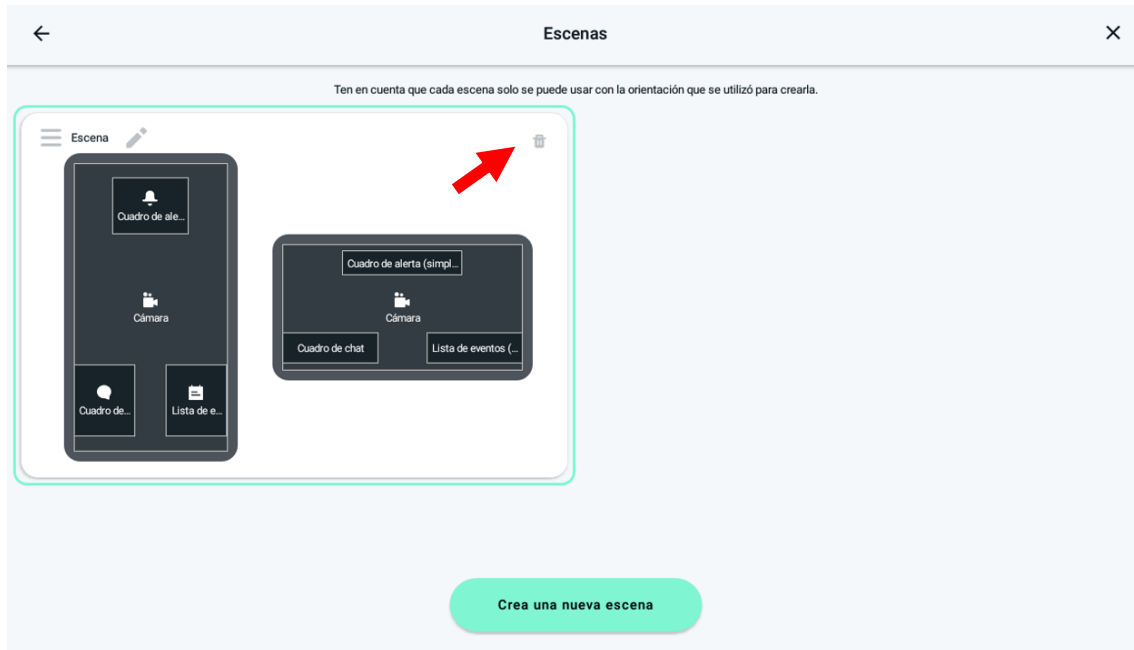 Escenas
Ten en cuenta que cada escena solo se puede usar con la orientación que se utilizó para crearla.
Escena
Cuadro de ale...
Cámara
Cuadro de...
Lista de e...
Cuadro de alerta (simpl...
Cámara
Cuadro de chat
Lista de eventos (...
Crea una nueva escena